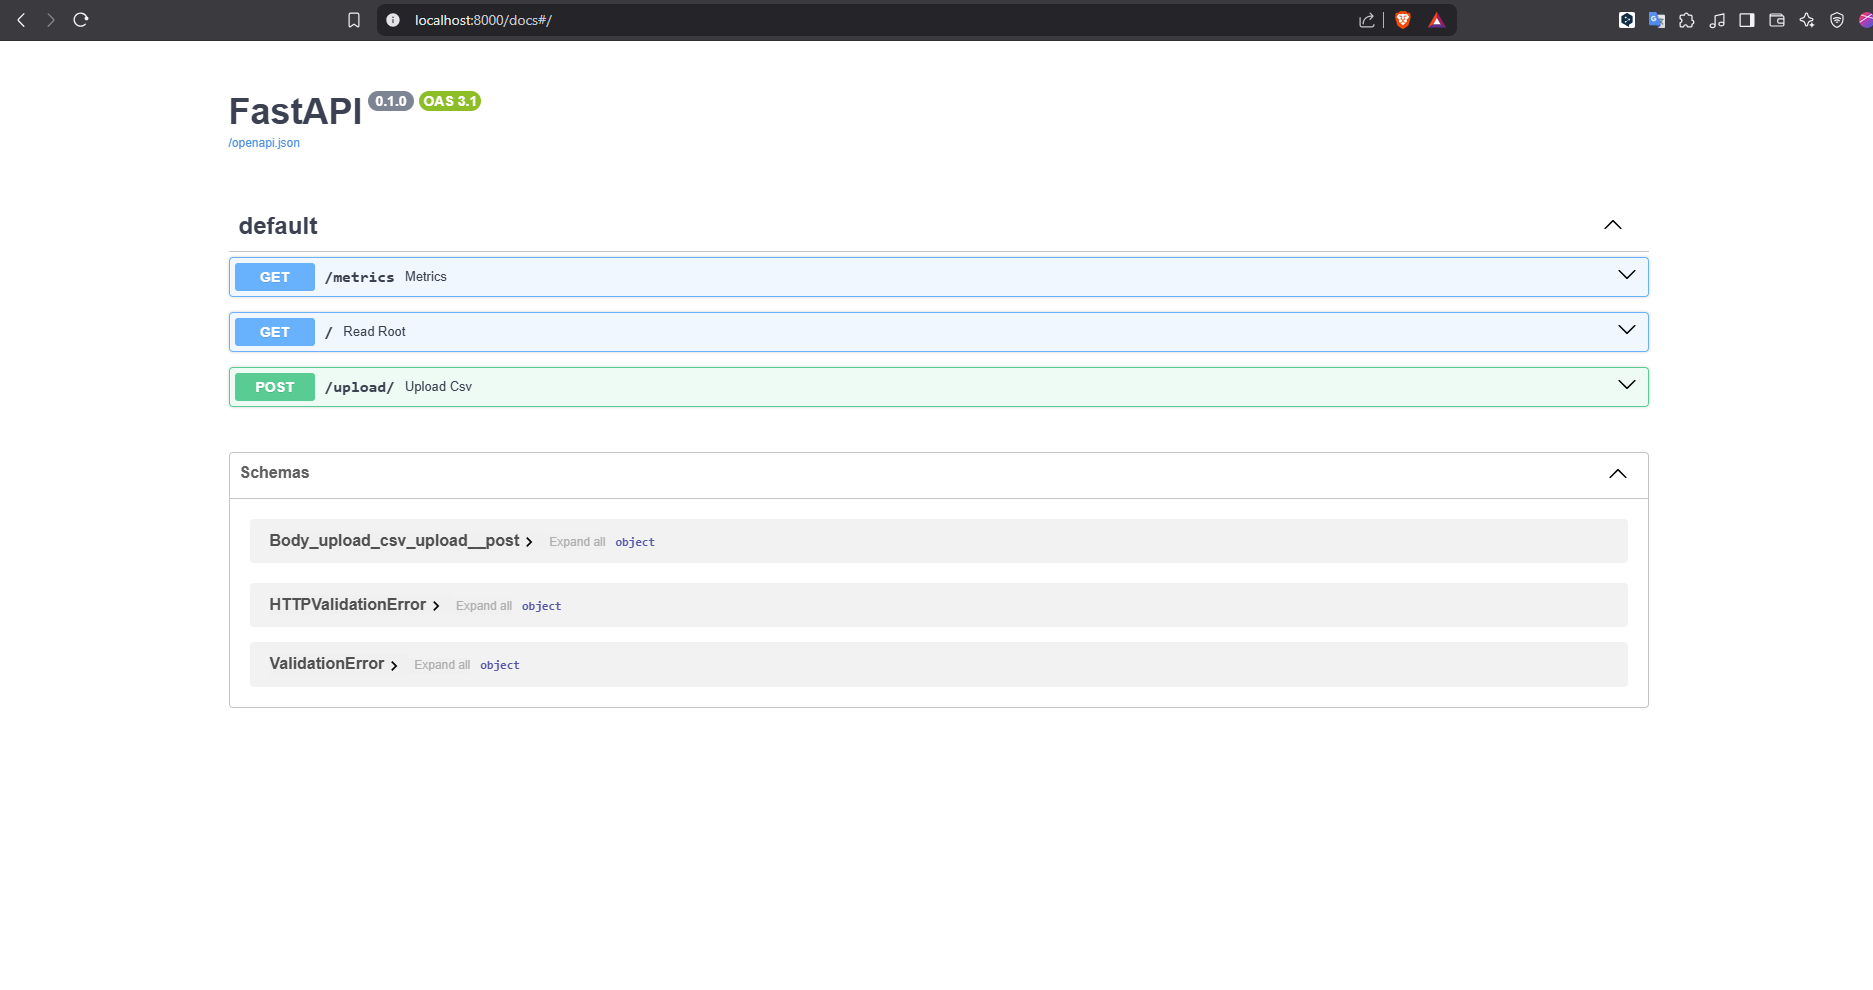 localhost:8000/docs#/
FastAPI 0.1.0 OAS 3.1
/openapi.json
default
GET /metrics Metrics
GET / Read Root
POST /upload/ Upload Csv
Schemas
Body_upload_csv_upload__post Expand all object
HTTPValidationError Expand all object
ValidationError Expand all object